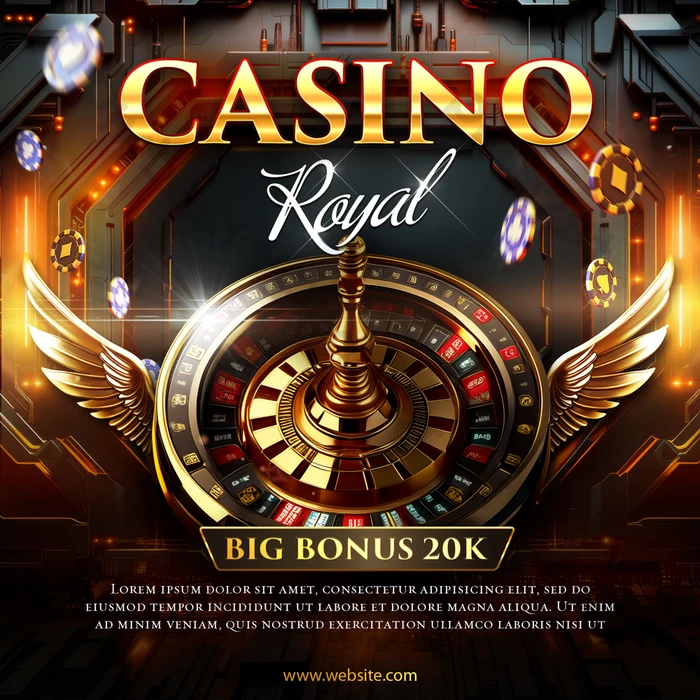 CASINO
Royal
BIG BONUS 20K
Lorem ipsum dolor sit amet, consectetur adipisicing elit, sed do
eiusmod tempor incididunt ut labore et dolore magna aliqua. Ut enim
ad minim veniam, quis nostrud exercitation ullamco laboris nisi ut
www.website.com